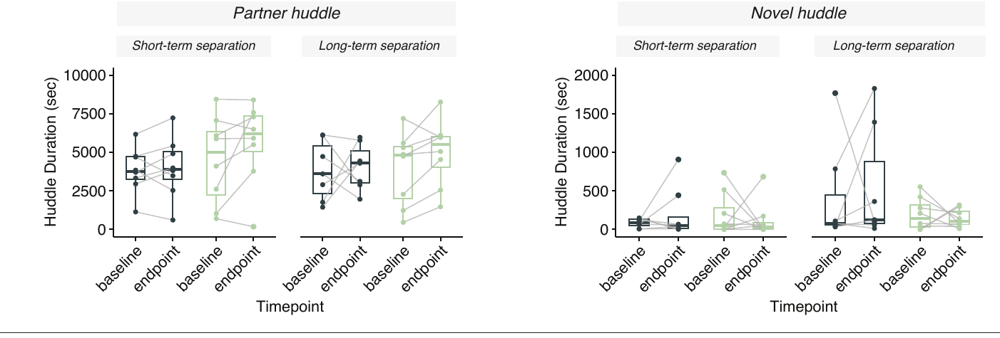 Partner huddle
Novel huddle
Short-term separation
Long-term separation
Short-term separation
Long-term separation
Huddle Duration (sec)
10000
7500
5000
2500
0
baseline
endpoint
baseline
endpoint
baseline
endpoint
baseline
endpoint
Timepoint
Huddle Duration (sec)
2000
1500
1000
500
0
baseline
endpoint
baseline
endpoint
baseline
endpoint
baseline
endpoint
Timepoint